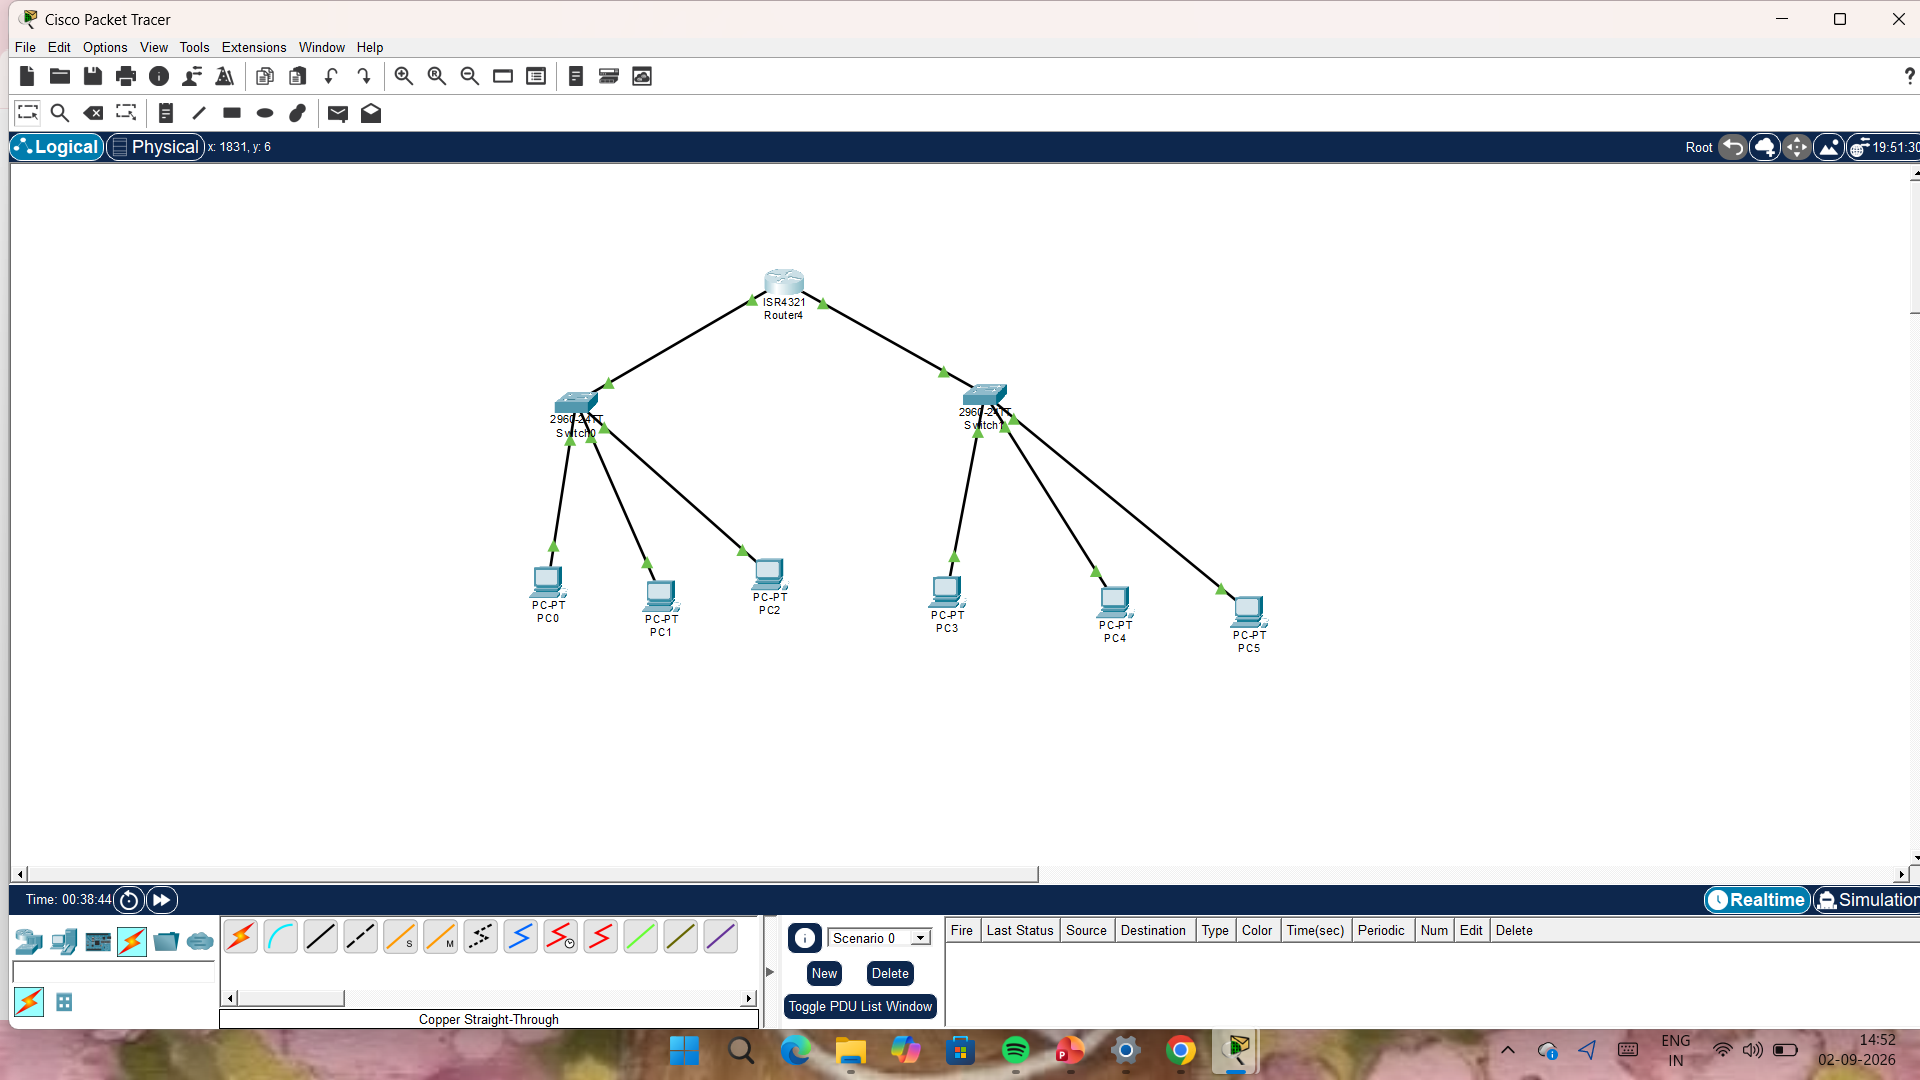 Cisco Packet Tracer
File Edit Options View Tools Extensions Window Help
?
Logical Physical x: 1831, y: 6 Root 19:51:30
ISR4321
Router4
2960-24TT
Switch0
2960-24TT
Switch1
PC-PT
PC0
PC-PT
PC1
PC-PT
PC2
PC-PT
PC3
PC-PT
PC4
PC-PT
PC5
Time: 00:38:44 Realtime Simulation
S M
Scenario 0
New Delete
Toggle PDU List Window
Fire Last Status Source Destination Type Color Time(sec) Periodic Num Edit Delete
Copper Straight-Through
ENG
IN
14:52
02-09-2026